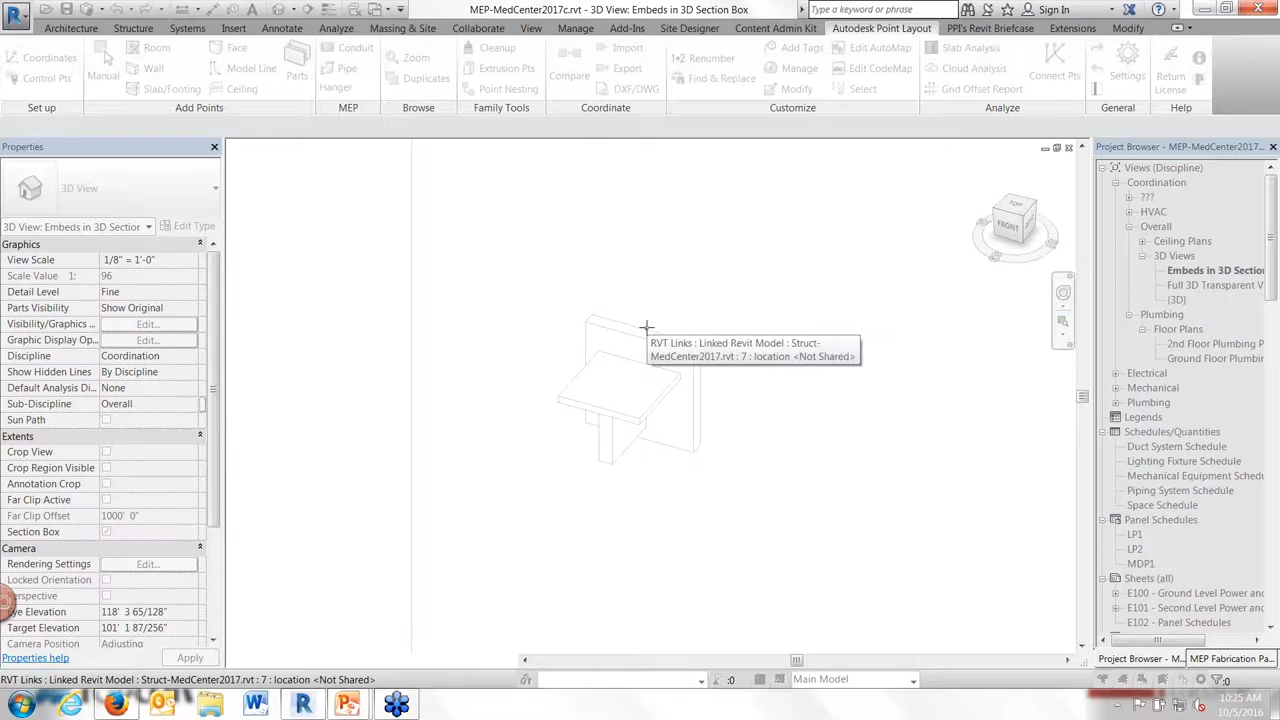 MEP-MedCenter2017c.rvt - 3D View: Embeds in 3D Section Box
Type a keyword or phrase
Sign In
Architecture Structure Systems Insert Annotate Analyze Massing & Site Collaborate View Manage Add-Ins Site Designer Content Admin Kit Autodesk Point Layout PPI's Revit Briefcase Extensions Modify
Coordinates
Control Pts
Set up
Manual
Room
Wall
Slab/Footing
Face
Model Line
Ceiling
Parts
Add Points
Conduit
Pipe
Hanger
MEP
Zoom
Duplicates
Browse
Cleanup
Extrusion Pts
Point Nesting
Family Tools
Compare
Import
Export
DXF/DWG
Coordinate
Renumber
Find & Replace
Add Tags
Manage
Modify
Edit AutoMap
Edit CodeMap
Select
Customize
Slab Analysis
Cloud Analysis
Grid Offset Report
Connect Pts
Analyze
Settings
General
Return
License
Help
Properties
3D View
3D View: Embeds in 3D Section
Edit Type
Graphics
View Scale 1/8" = 1'-0"
Scale Value 1: 96
Detail Level Fine
Parts Visibility Show Original
Visibility/Graphics ... Edit...
Graphic Display Op... Edit...
Discipline Coordination
Show Hidden Lines By Discipline
Default Analysis Di... None
Sub-Discipline Overall
Sun Path
Extents
Crop View
Crop Region Visible
Annotation Crop
Far Clip Active
Far Clip Offset 1000' 0"
Section Box
Camera
Rendering Settings Edit...
Locked Orientation
Perspective
Eye Elevation 118' 3 65/128"
Target Elevation 101' 1 87/256"
Camera Position Adjusting
Properties help
Apply
TOP
FRONT
RVT Links : Linked Revit Model : Struct-
MedCenter2017.rvt : 7 : location <Not Shared>
Project Browser - MEP-MedCenter2017...
Views (Discipline)
Coordination
???
HVAC
Overall
Ceiling Plans
3D Views
Embeds in 3D Sectio
Full 3D Transparent V
(3D)
Plumbing
Floor Plans
2nd Floor Plumbing
Ground Floor Plumbin
Electrical
Mechanical
Plumbing
Legends
Schedules/Quantities
Duct System Schedule
Lighting Fixture Schedule
Mechanical Equipment Schedu
Piping System Schedule
Space Schedule
Panel Schedules
LP1
LP2
MDP1
Sheets (all)
E100 - Ground Level Power and
E101 - Second Level Power and
E102 - Panel Schedules
Project Browser - M...
MEP Fabrication Pa...
RVT Links : Linked Revit Model : Struct-MedCenter2017.rvt : 7 : location <Not Shared>
:0
Main Model
:0
10:25 AM
10/5/2016